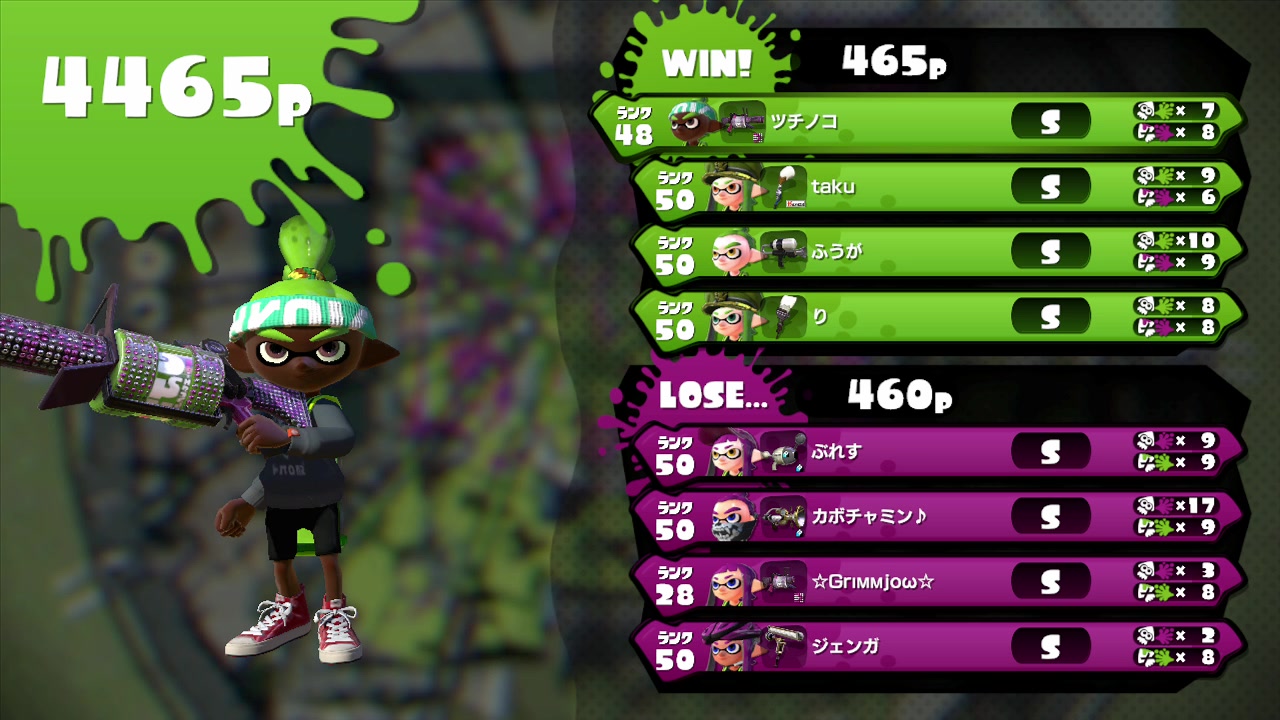 4465p
WIN! 465p
ランク 48 ツチノコ S × 7
× 8
ランク 50 taku S × 9
× 6
ランク 50 ふうが S ×10
× 9
ランク 50 り S × 8
× 8
LOSE... 460p
ランク 50 ぷれす S × 9
× 9
ランク 50 カボチャミン♪ S ×17
× 9
ランク 28 ☆Grιммjoω☆ S × 3
× 8
ランク 50 ジェンガ S × 2
× 8